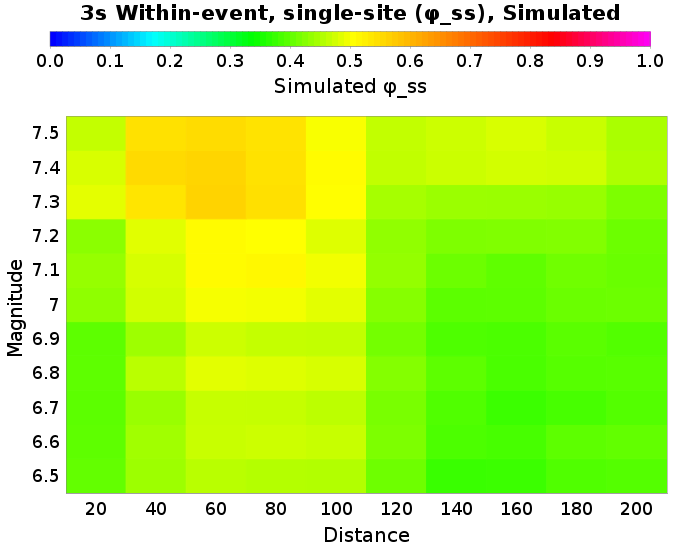 3s Within-event, single-site (φ_ss), Simulated
0.0 0.1 0.2 0.3 0.4 0.5 0.6 0.7 0.8 0.9 1.0
Simulated φ_ss
7.5
7.4
7.3
7.2
7.1
7
6.9
6.8
6.7
6.6
6.5
Magnitude
20 40 60 80 100 120 140 160 180 200
Distance